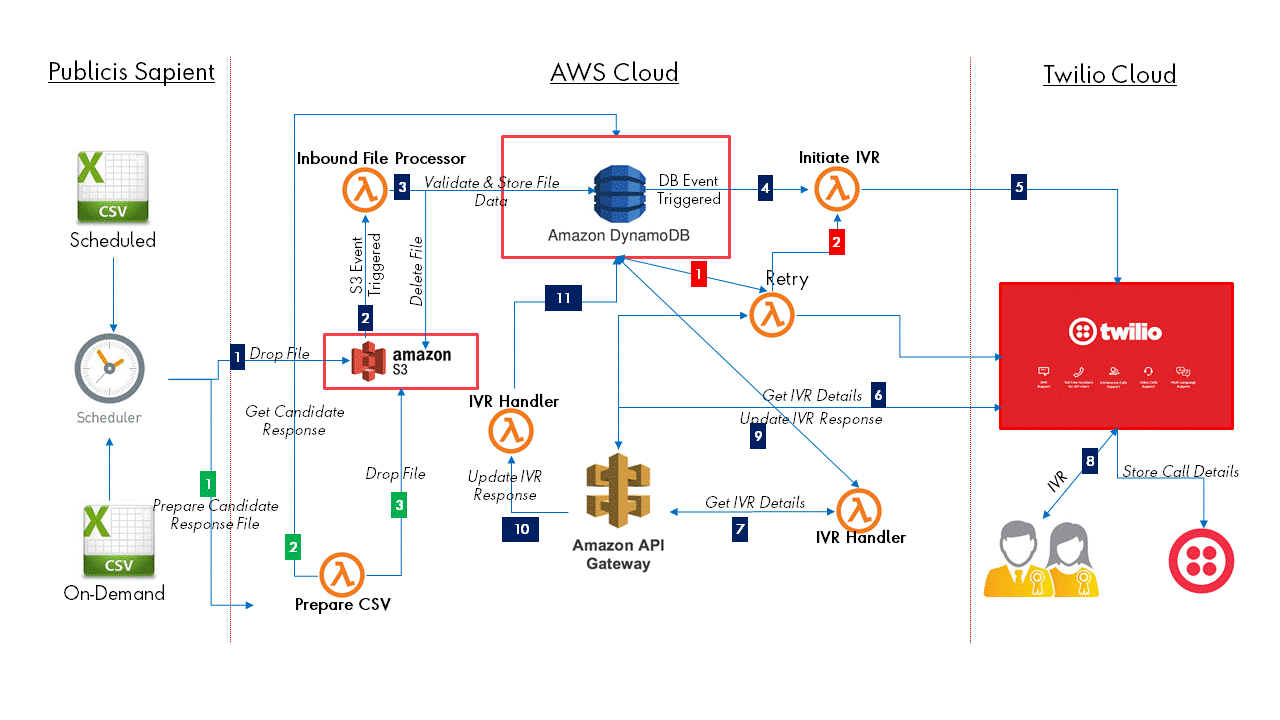 Publicis Sapient
AWS Cloud
Twilio Cloud
CSV
Scheduled
Scheduler
CSV
On-Demand
1
Drop File
1
Prepare Candidate
Response File
Inbound File Processor
3
Validate & Store File
Data
S3 Event
Triggered
Delete File
2
amazon
S3
Get Candidate
Response
Drop File
3
2
Prepare CSV
DB Event
Triggered
Amazon DynamoDB
4
Initiate IVR
5
2
1
Retry
11
IVR Handler
Update IVR
Response
10
Amazon API
Gateway
Get IVR Details
6
Update IVR Response
9
Get IVR Details
7
IVR Handler
twilio
8
IVR
Store Call Details